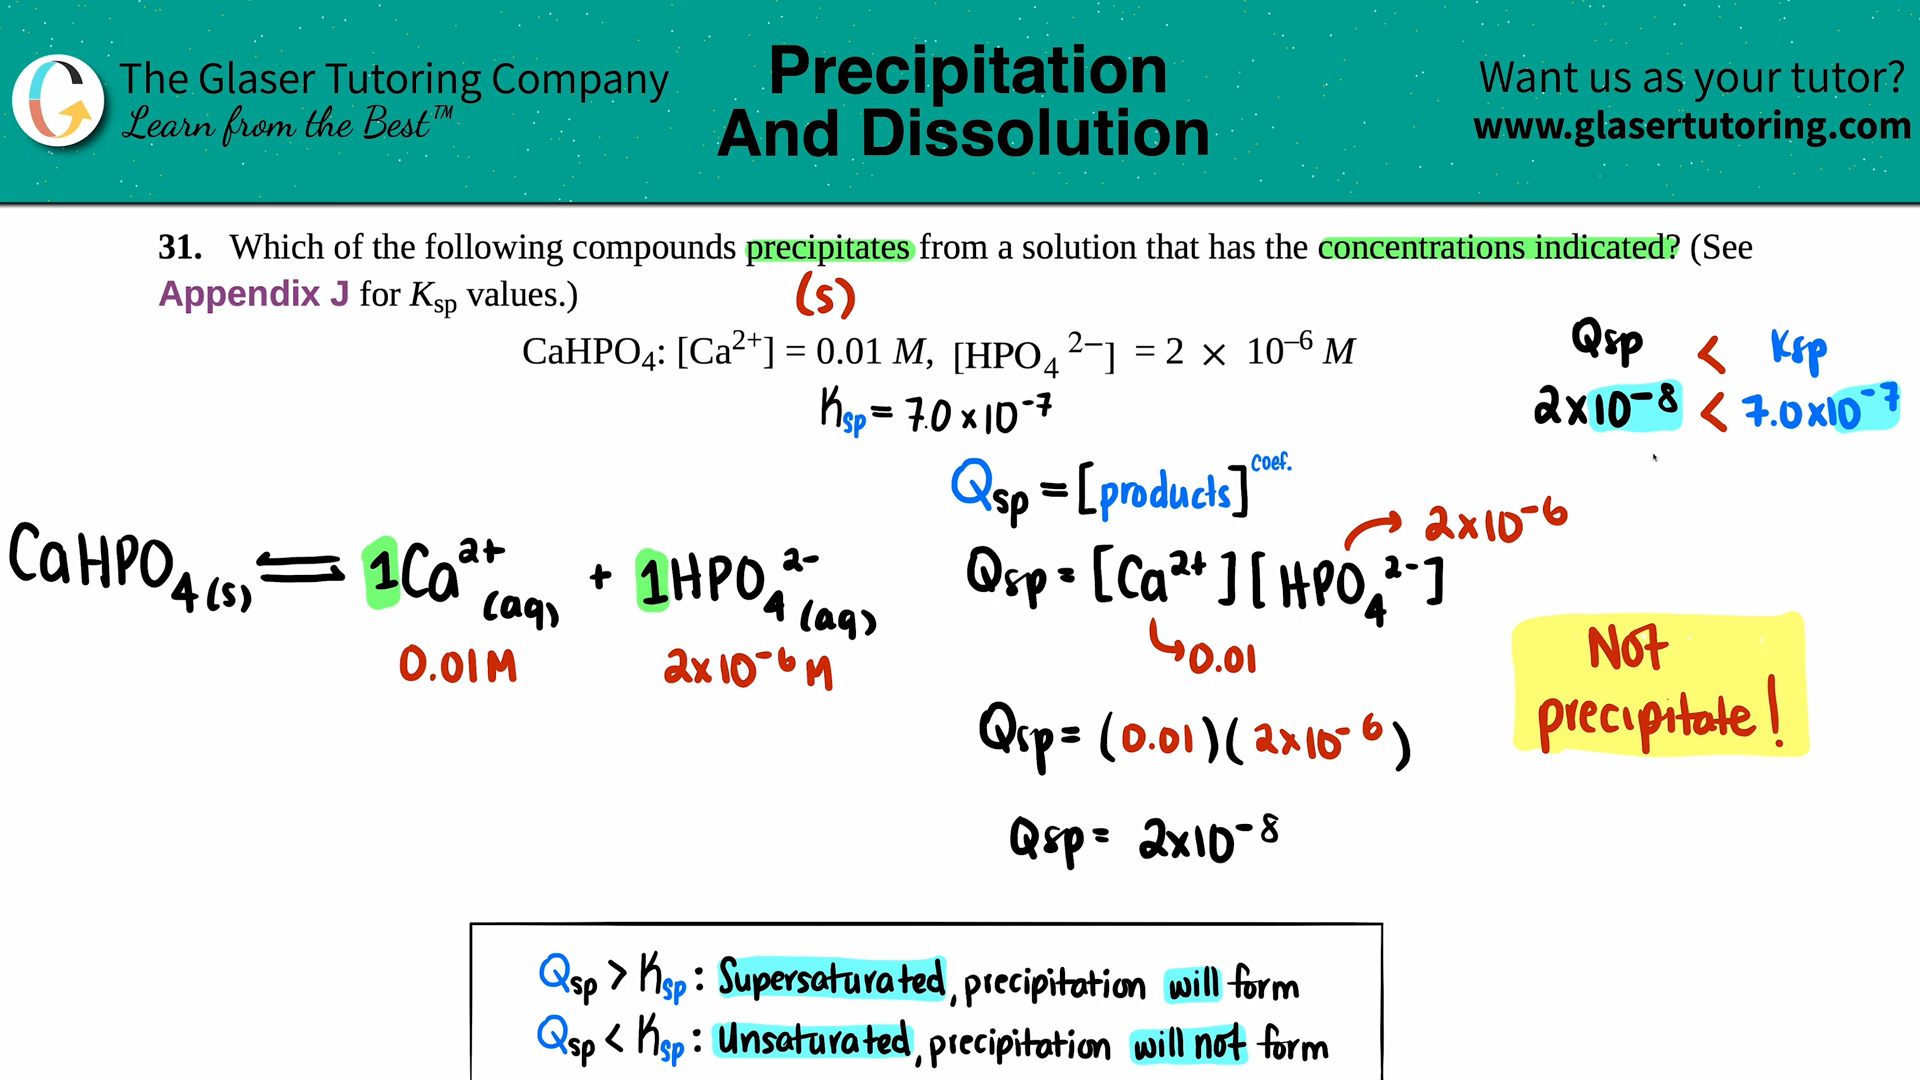 The Glaser Tutoring Company
Learn from the Best™
Precipitation
And Dissolution
Want us as your tutor?
www.glasertutoring.com
31. Which of the following compounds precipitates from a solution that has the concentrations indicated? (See
Appendix J for Ksp values.)
(s)
CaHPO₄: [Ca²⁺] = 0.01 M, [HPO₄²⁻] = 2 × 10⁻⁶ M
Ksp = 7.0 x 10⁻⁷
Qsp < Ksp
2x10⁻⁸ < 7.0x10⁻⁷
Qsp = [products]^coef.
CaHPO₄(s) ⇌ 1Ca²⁺(aq) + 1HPO₄²⁻(aq)
0.01M 2x10⁻⁶M
Qsp = [Ca²⁺][HPO₄²⁻]
→ 2x10⁻⁶
↳ 0.01
Qsp = (0.01)(2x10⁻⁶)
Qsp = 2x10⁻⁸
Not
precipitate!
Qsp > Ksp: Supersaturated, precipitation will form
Qsp < Ksp: Unsaturated, precipitation will not form